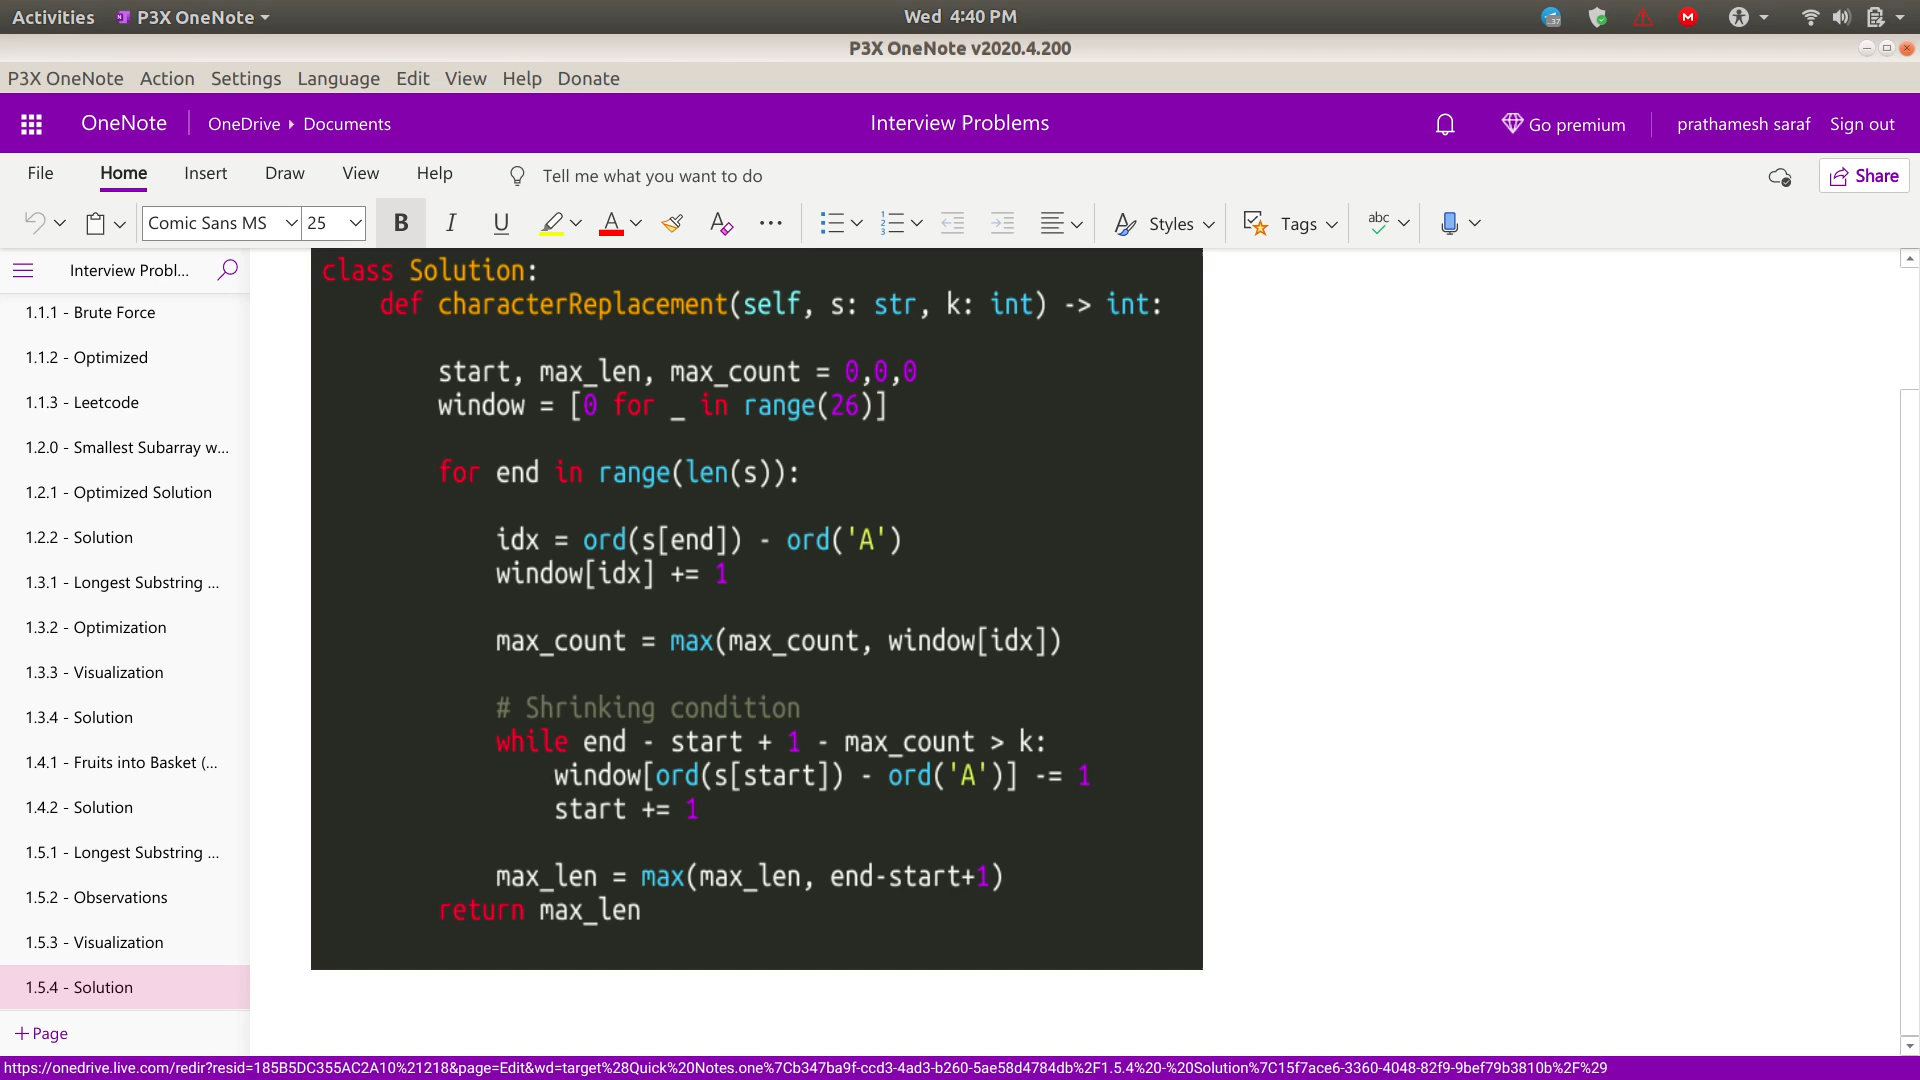 Activities P3X OneNote Wed 4:40 PM 37 M
P3X OneNote v2020.4.200
P3X OneNote Action Settings Language Edit View Help Donate
OneNote OneDrive Documents Interview Problems Go premium prathamesh saraf Sign out
File Home Insert Draw View Help Tell me what you want to do Share
Comic Sans MS 25 B I U A A Styles Tags abc
Interview Probl...
1.1.1 - Brute Force
1.1.2 - Optimized
1.1.3 - Leetcode
1.2.0 - Smallest Subarray w...
1.2.1 - Optimized Solution
1.2.2 - Solution
1.3.1 - Longest Substring ...
1.3.2 - Optimization
1.3.3 - Visualization
1.3.4 - Solution
1.4.1 - Fruits into Basket (...
1.4.2 - Solution
1.5.1 - Longest Substring ...
1.5.2 - Observations
1.5.3 - Visualization
1.5.4 - Solution
Page
class Solution:
    def characterReplacement(self, s: str, k: int) -> int:
        start, max_len, max_count = 0,0,0
        window = [0 for _ in range(26)]
        for end in range(len(s)):
            idx = ord(s[end]) - ord('A')
            window[idx] += 1
            max_count = max(max_count, window[idx])
            # Shrinking condition
            while end - start + 1 - max_count > k:
                window[ord(s[start]) - ord('A')] -= 1
                start += 1
            max_len = max(max_len, end-start+1)
        return max_len
https://onedrive.live.com/redir?resid=185B5DC355AC2A10%21218&page=Edit&wd=target%28Quick%20Notes.one%7Cb347ba9f-ccd3-4ad3-b260-5ae58d4784db%2F1.5.4%20-%20Solution%7C15f7ace6-3360-4048-82f9-9bef79b3810b%2F%29